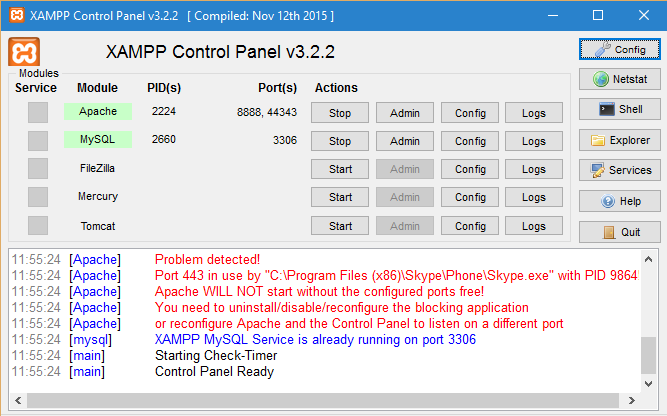 XAMPP Control Panel v3.2.2 [ Compiled: Nov 12th 2015 ]
XAMPP Control Panel v3.2.2
Config
Modules
Service Module PID(s) Port(s) Actions
Netstat
Apache 2224 8888, 44343 Stop Admin Config Logs
Shell
MySQL 2660 3306 Stop Admin Config Logs
Explorer
FileZilla Start Admin Config Logs
Services
Mercury Start Admin Config Logs
Help
Tomcat Start Admin Config Logs
Quit
11:55:24 [Apache] Problem detected!
11:55:24 [Apache] Port 443 in use by "C:\Program Files (x86)\Skype\Phone\Skype.exe" with PID 9864
11:55:24 [Apache] Apache WILL NOT start without the configured ports free!
11:55:24 [Apache] You need to uninstall/disable/reconfigure the blocking application
11:55:24 [Apache] or reconfigure Apache and the Control Panel to listen on a different port
11:55:24 [mysql] XAMPP MySQL Service is already running on port 3306
11:55:24 [main] Starting Check-Timer
11:55:24 [main] Control Panel Ready